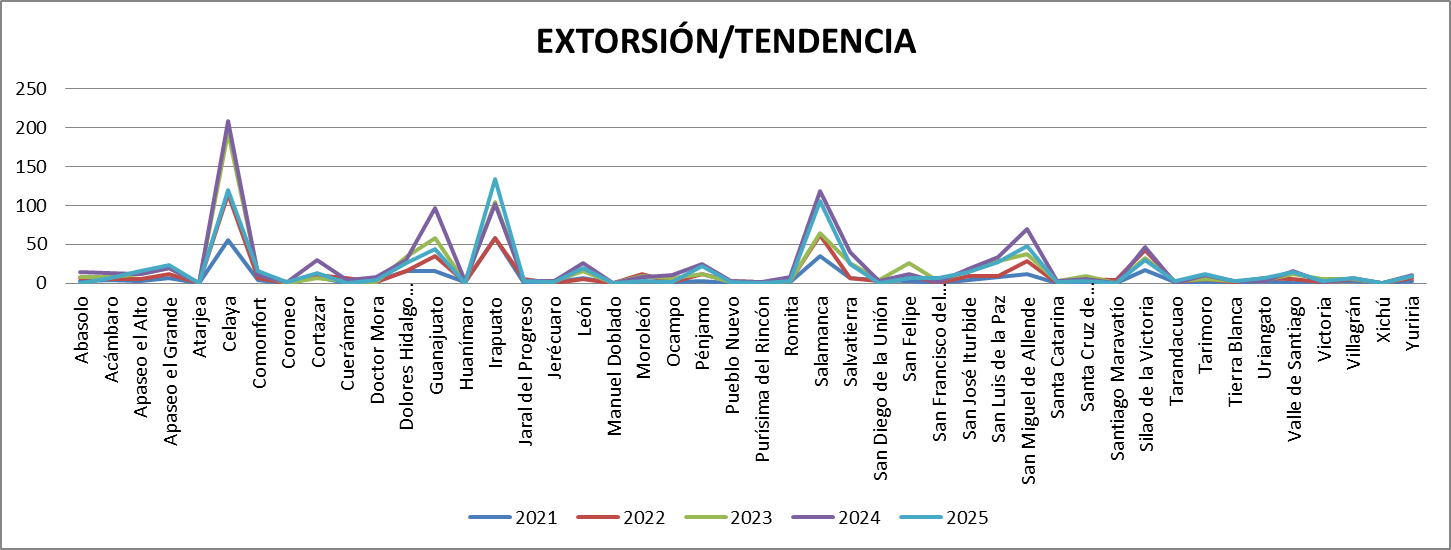 EXTORSIÓN/TENDENCIA
250
200
150
100
50
0
Abasolo
Acámbaro
Apaseo el Alto
Apaseo el Grande
Atarjea
Celaya
Comonfort
Coroneo
Cortazar
Cuerámaro
Doctor Mora
Dolores Hidalgo…
Guanajuato
Huanímaro
Irapuato
Jaral del Progreso
Jerécuaro
León
Manuel Doblado
Moroleón
Ocampo
Pénjamo
Pueblo Nuevo
Purísima del Rincón
Romita
Salamanca
Salvatierra
San Diego de la Unión
San Felipe
San Francisco del…
San José Iturbide
San Luis de la Paz
San Miguel de Allende
Santa Catarina
Santa Cruz de…
Santiago Maravatío
Silao de la Victoria
Tarandacuao
Tarimoro
Tierra Blanca
Uriangato
Valle de Santiago
Victoria
Villagrán
Xichú
Yuriria
2021 2022 2023 2024 2025